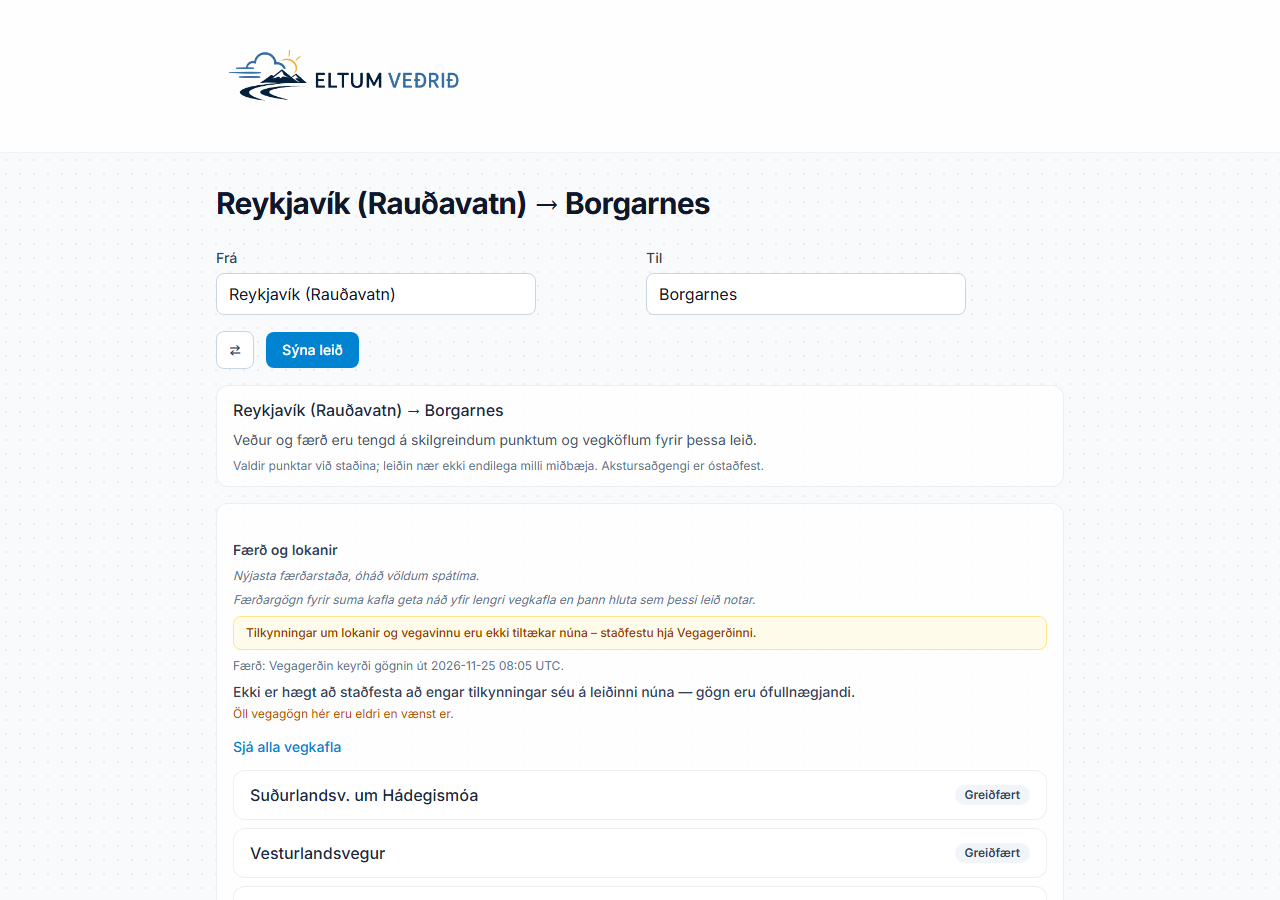 ELTUM VEÐRIÐ
Reykjavík (Rauðavatn) → Borgarnes
Frá
Til
Reykjavík (Rauðavatn)
Borgarnes
⇄
Sýna leið
Reykjavík (Rauðavatn) → Borgarnes
Veður og færð eru tengd á skilgreindum punktum og vegköflum fyrir þessa leið.
Valdir punktar við staðina; leiðin nær ekki endilega milli miðbæja. Akstursaðgengi er óstaðfest.
Færð og lokanir
Nýjasta færðarstaða, óháð völdum spátíma.
Færðargögn fyrir suma kafla geta náð yfir lengri vegkafla en þann hluta sem þessi leið notar.
Tilkynningar um lokanir og vegavinnu eru ekki tiltækar núna – staðfestu hjá Vegagerðinni.
Færð: Vegagerðin keyrði gögnin út 2026-11-25 08:05 UTC.
Ekki er hægt að staðfesta að engar tilkynningar séu á leiðinni núna — gögn eru ófullnægjandi.
Öll vegagögn hér eru eldri en vænst er.
Sjá alla vegkafla
Suðurlandsv. um Hádegismóa
Greiðfært
Vesturlandsvegur
Greiðfært